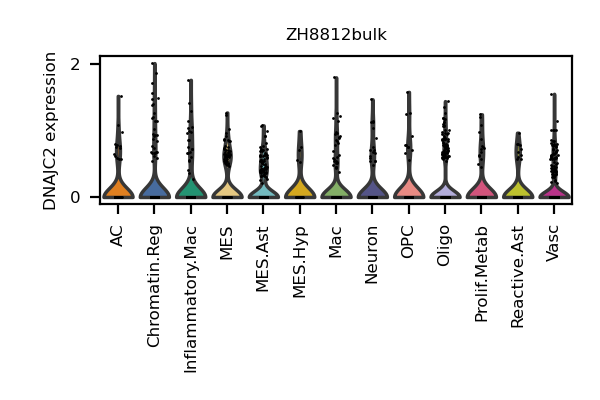 ZH8812bulk
DNAJC2 expression
2
0
AC
Chromatin.Reg
Inflammatory.Mac
MES
MES.Ast
MES.Hyp
Mac
Neuron
OPC
Oligo
Prolif.Metab
Reactive.Ast
Vasc